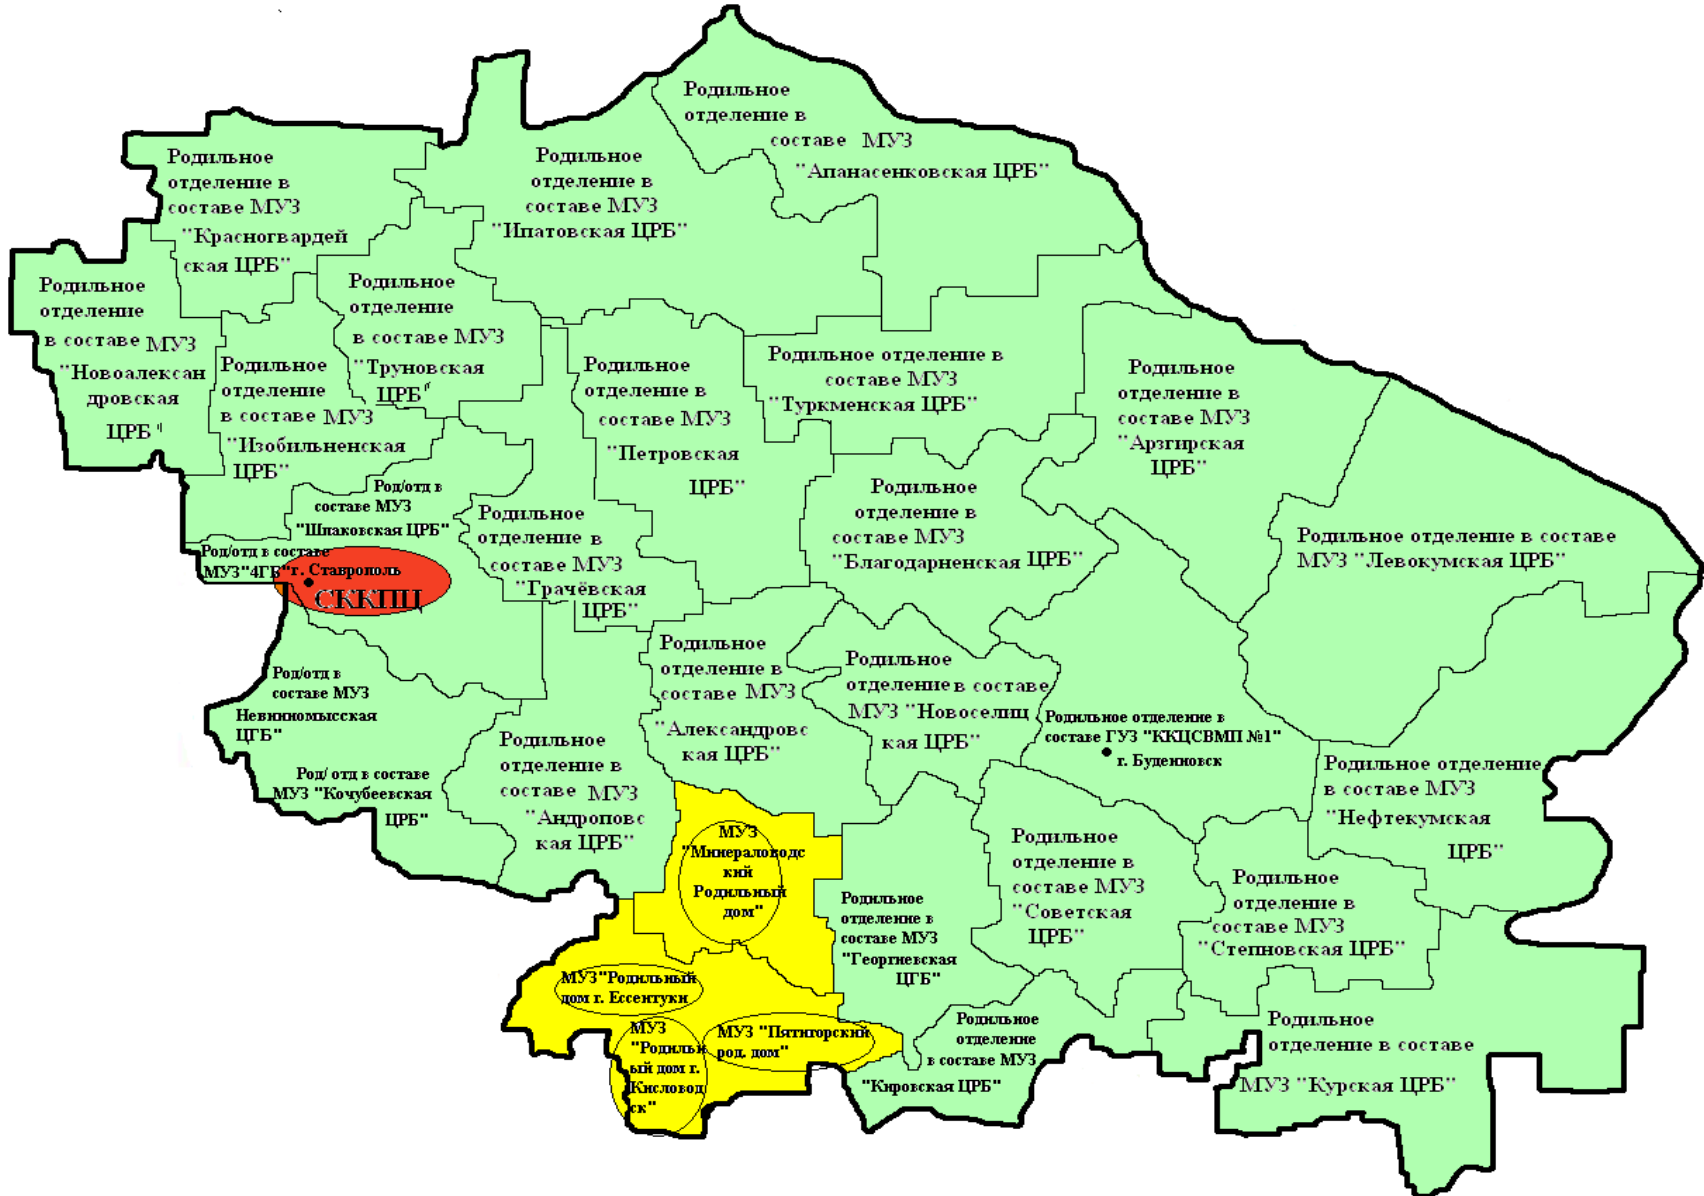 Родильное
отделение в
составе МУЗ
"Апанасенковская ЦРБ"
Родильное
отделение в
составе МУЗ
"Красногвардей
ская ЦРБ"
Родильное
отделение в
составе МУЗ
"Ипатовская ЦРБ"
Родильное
отделение
в составе МУЗ
"Новоалексан
дровская
ЦРБ"
Родильное
отделение
в составе МУЗ
"Труновская
ЦРБ"
Родильное
отделение
в составе МУЗ
"Изобильненская
ЦРБ"
Родильное
отделение в
составе МУЗ
"Петровская
ЦРБ"
Родильное отделение в
составе МУЗ
"Туркменская ЦРБ"
Родильное
отделение в
составе МУЗ
"Арзгирская
ЦРБ"
Род/отд в
составе МУЗ
"Шпаковская ЦРБ"
Род/отд в составе
МУЗ"4ГБ"г. Ставрополь
СККПЦ
Родильное
отделение в
составе МУЗ
"Грачёвская
ЦРБ"
Родильное
отделение в
составе МУЗ
"Благодарненская ЦРБ"
Родильное отделение в составе
МУЗ "Левокумская ЦРБ"
Род/отд в
составе МУЗ
Невинномысская
ЦГБ"
Род/ отд в составе
МУЗ "Кочубеевская
ЦРБ"
Родильное
отделение в
составе МУЗ
"Андроповс
кая ЦРБ"
Родильное
отделение в
составе МУЗ
"Александровс
кая ЦРБ"
Родильное
отделение в составе
МУЗ "Новоселиц
кая ЦРБ"
Родильное отделение в
составе ГУЗ "ККЦСВМП №1"
г. Буденновск
Родильное отделение
в составе МУЗ
"Нефтекумская
ЦРБ"
МУЗ
"Минераловодс
кий
Родильный
дом"
Родильное
отделение в
составе МУЗ
"Георгиевская
ЦГБ"
Родильное
отделение в
составе МУЗ
"Советская
ЦРБ"
Родильное
отделение в
составе МУЗ
"Степновская ЦРБ"
МУЗ"Родильный
дом г. Ессентуки
МУЗ
"Родильн
ый дом г.
Кисловод
ск"
МУЗ "Пятигорский
род. дом"
Родильное
отделение
в составе МУЗ
"Кировская ЦРБ"
Родильное
отделение в составе
МУЗ "Курская ЦРБ"